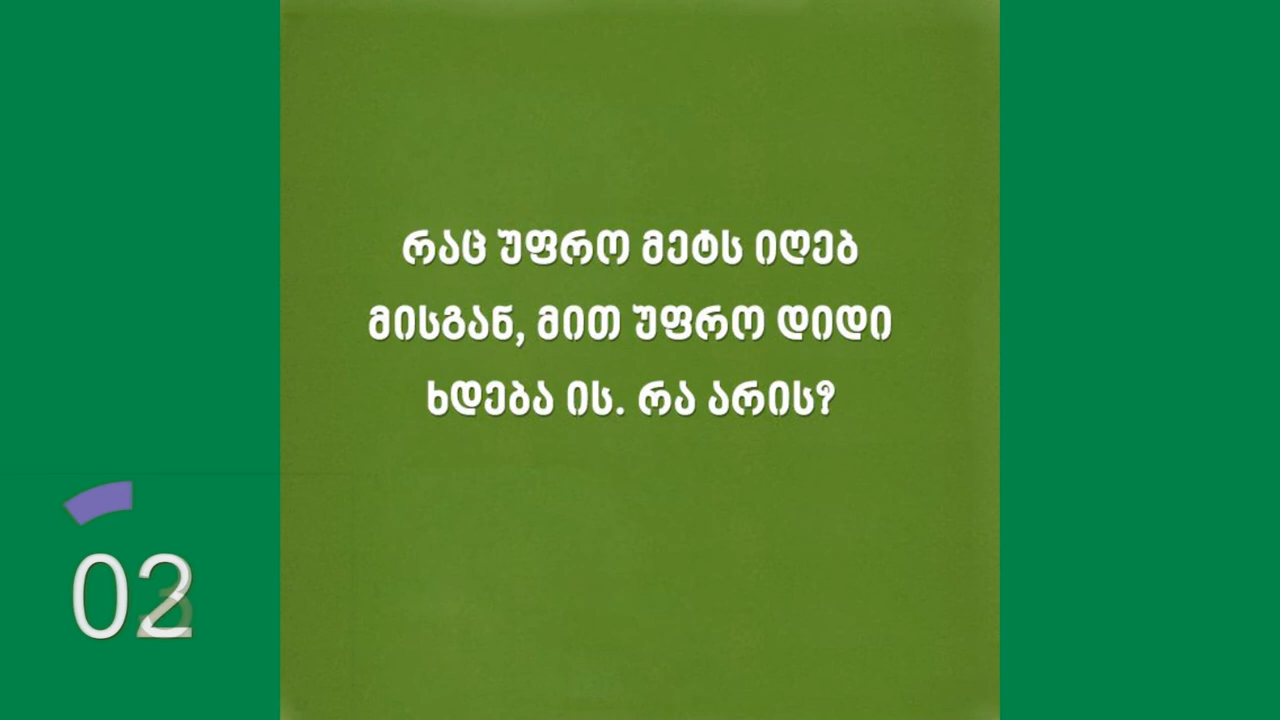 რაც უფრო მეტს იღებ
მისგან, მით უფრო დიდი
ხდება ის. რა არის?
02